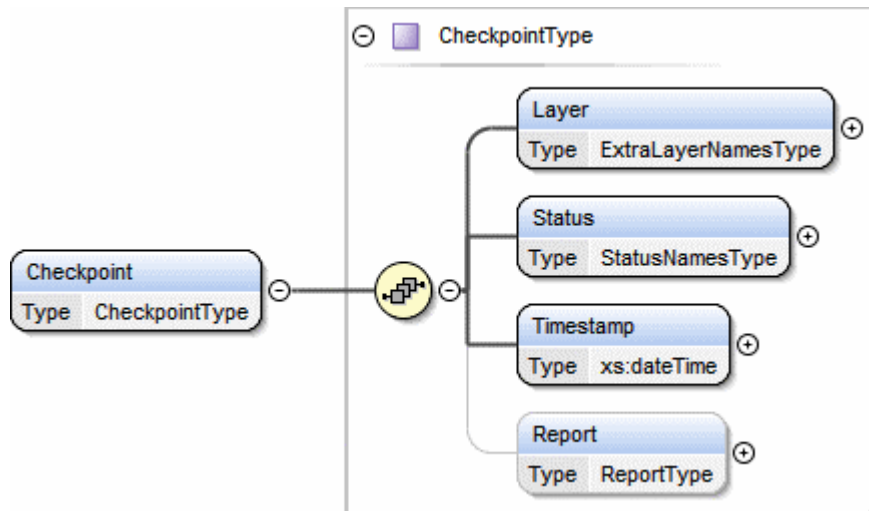 CheckpointType
Layer
Type ExtraLayerNamesType
Status
Type StatusNamesType
Checkpoint
Type CheckpointType
Timestamp
Type xs:dateTime
Report
Type ReportType